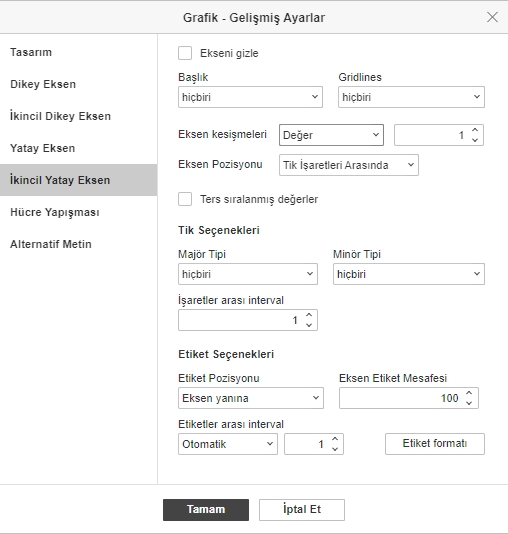 Grafik - Gelişmiş Ayarlar
Tasarım
Dikey Eksen
İkincil Dikey Eksen
Yatay Eksen
İkincil Yatay Eksen
Hücre Yapışması
Alternatif Metin
Ekseni gizle
Başlık Gridlines
hiçbiri hiçbiri
Eksen kesişmeleri Değer 1
Eksen Pozisyonu Tik İşaretleri Arasında
Ters sıralanmış değerler
Tik Seçenekleri
Majör Tipi Minör Tipi
hiçbiri hiçbiri
İşaretler arası interval
1
Etiket Seçenekleri
Etiket Pozisyonu Eksen Etiket Mesafesi
Eksen yanına 100
Etiketler arası interval
Otomatik 1 Etiket formatı
Tamam İptal Et